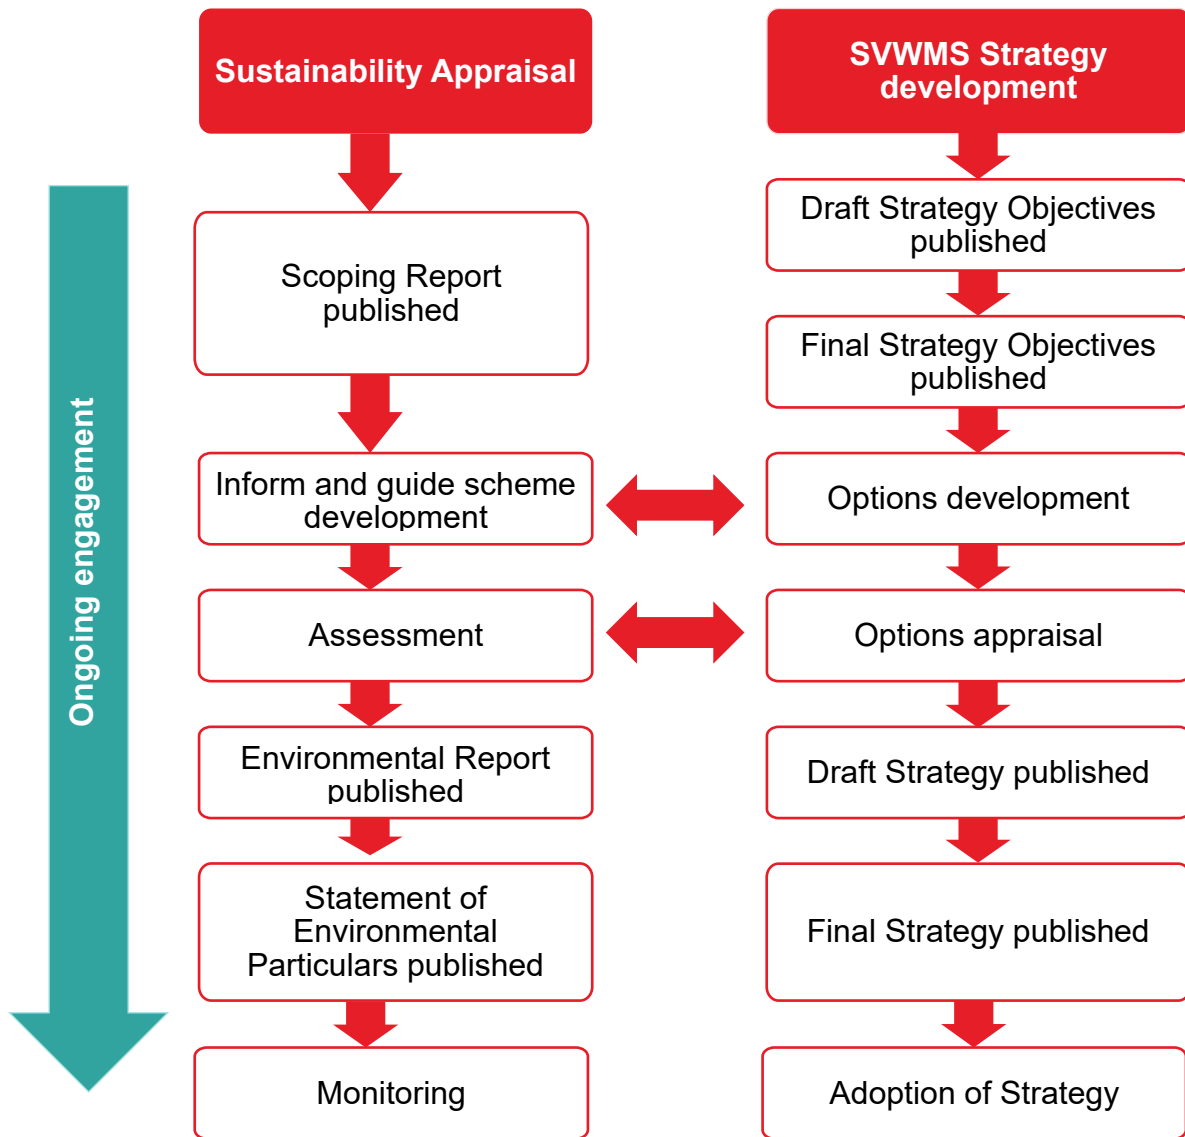 Sustainability Appraisal
Scoping Report
published
Inform and guide scheme
development
Assessment
Environmental Report
published
Statement of
Environmental
Particulars published
Monitoring
SVWMS Strategy
development
Draft Strategy Objectives
published
Final Strategy Objectives
published
Options development
Options appraisal
Draft Strategy published
Final Strategy published
Adoption of Strategy
Ongoing engagement